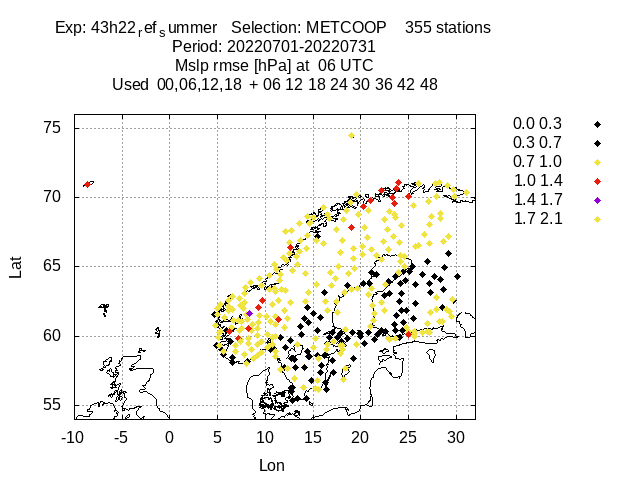 Exp: 43h22refsummer Selection: METCOOP 355 stations
Period: 20220701-20220731
Mslp rmse [hPa] at 06 UTC
Used 00,06,12,18 + 06 12 18 24 30 36 42 48
75
70
65
60
55
Lat
-10 -5 0 5 10 15 20 25 30
Lon
0.0 0.3
0.3 0.7
0.7 1.0
1.0 1.4
1.4 1.7
1.7 2.1